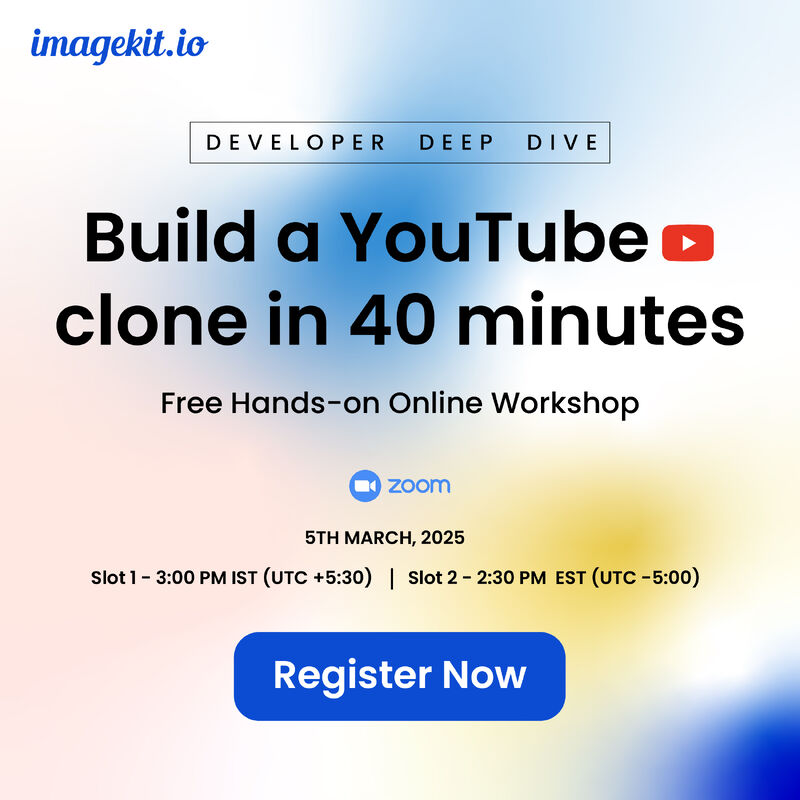 imagekit.io
DEVELOPER DEEP DIVE
Build a YouTube
clone in 40 minutes
Free Hands-on Online Workshop
zoom
5TH MARCH, 2025
Slot 1 - 3:00 PM IST (UTC +5:30) | Slot 2 - 2:30 PM EST (UTC -5:00)
Register Now